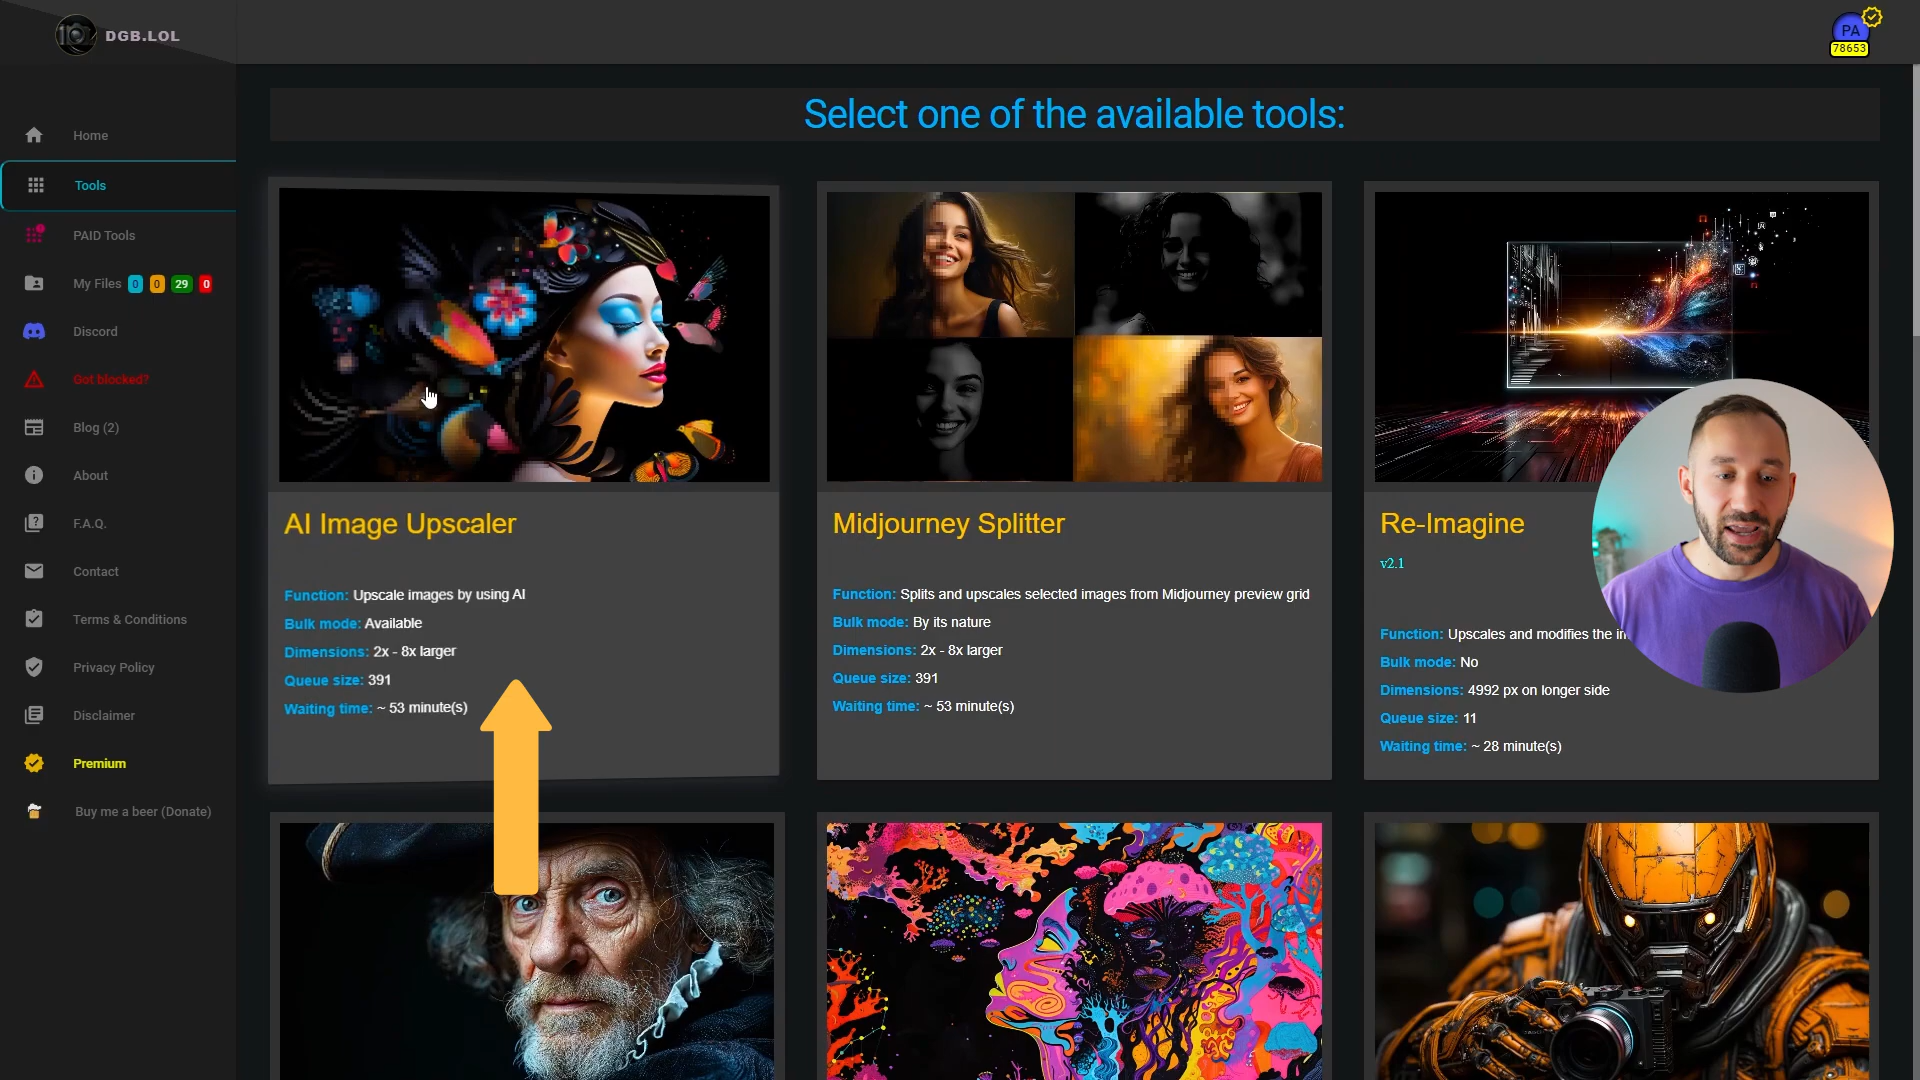 DGB.LOL
PA
78653
Home
Tools
PAID Tools
My Files 0 0 29 0
Discord
Got blocked?
Blog (2)
About
F.A.Q.
Contact
Terms & Conditions
Privacy Policy
Disclaimer
Premium
Buy me a beer (Donate)
Select one of the available tools:
AI Image Upscaler
Function: Upscale images by using AI
Bulk mode: Available
Dimensions: 2x - 8x larger
Queue size: 391
Waiting time: ~ 53 minute(s)
Midjourney Splitter
Function: Splits and upscales selected images from Midjourney preview grid
Bulk mode: By its nature
Dimensions: 2x - 8x larger
Queue size: 391
Waiting time: ~ 53 minute(s)
Re-Imagine
v2.1
Function: Upscales and modifies the
Bulk mode: No
Dimensions: 4992 px on longer side
Queue size: 11
Waiting time: ~ 28 minute(s)